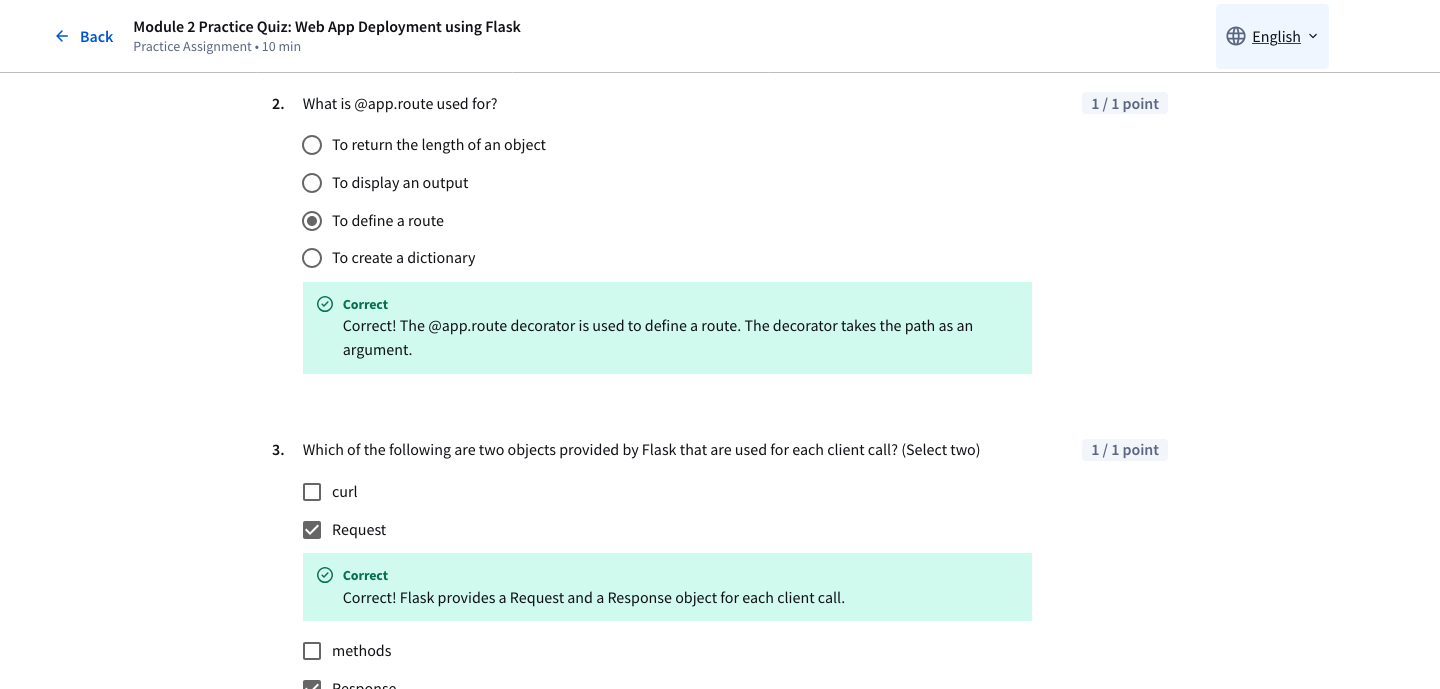 Back
Module 2 Practice Quiz: Web App Deployment using Flask
Practice Assignment • 10 min
English
2. What is @app.route used for?
1 / 1 point
To return the length of an object
To display an output
To define a route
To create a dictionary
Correct
Correct! The @app.route decorator is used to define a route. The decorator takes the path as an
argument.
3. Which of the following are two objects provided by Flask that are used for each client call? (Select two)
1 / 1 point
curl
Request
Correct
Correct! Flask provides a Request and a Response object for each client call.
methods
Response